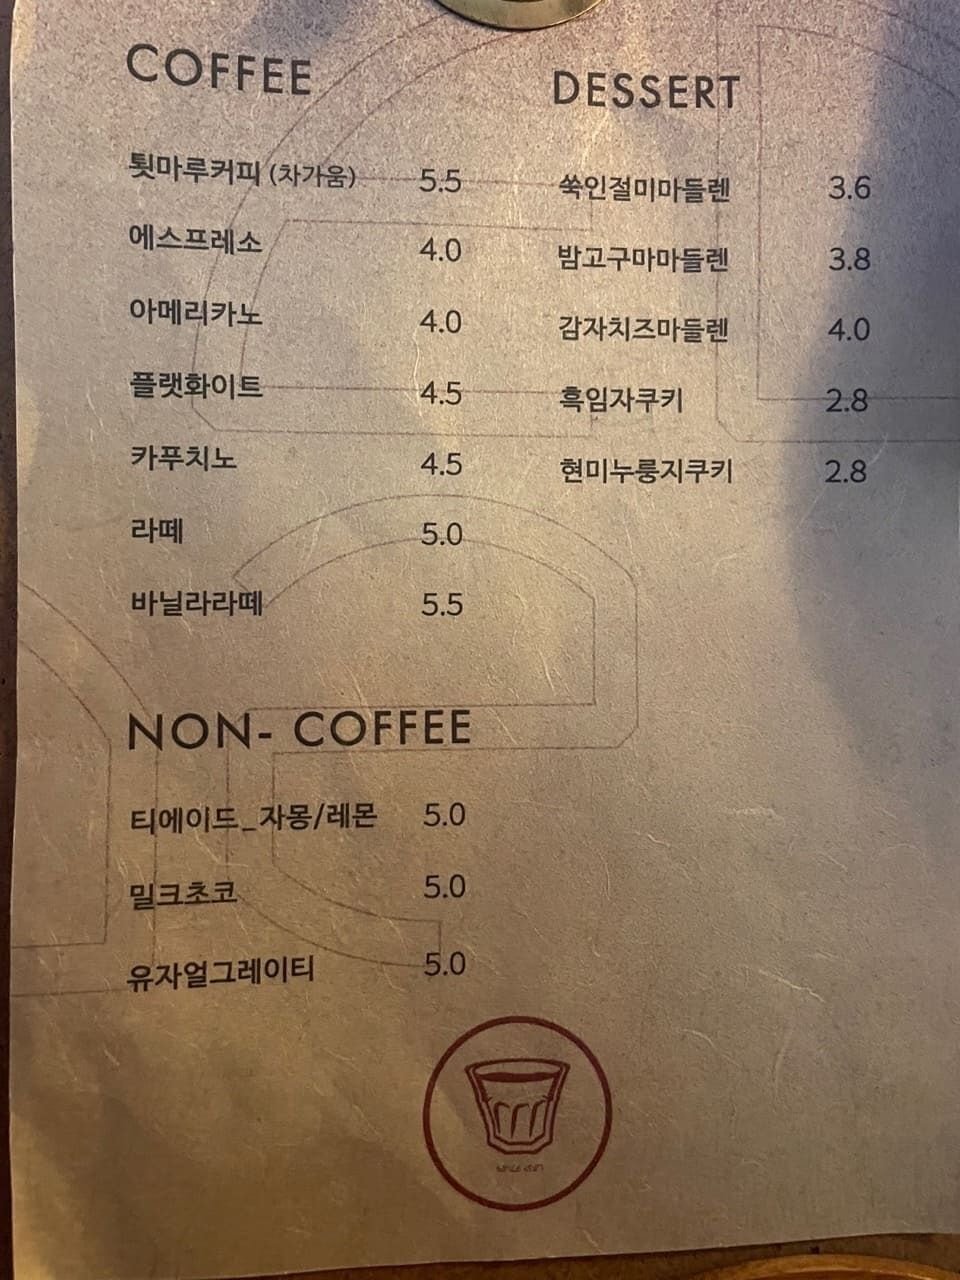 COFFEE
툇마루커피 (차가움) 5.5
에스프레소 4.0
아메리카노 4.0
플랫화이트 4.5
카푸치노 4.5
라떼 5.0
바닐라라떼 5.5
NON- COFFEE
티에이드_자몽/레몬 5.0
밀크초코 5.0
유자얼그레이티 5.0
DESSERT
쑥인절미마들렌 3.6
밤고구마마들렌 3.8
감자치즈마들렌 4.0
흑임자쿠키 2.8
현미누룽지쿠키 2.8